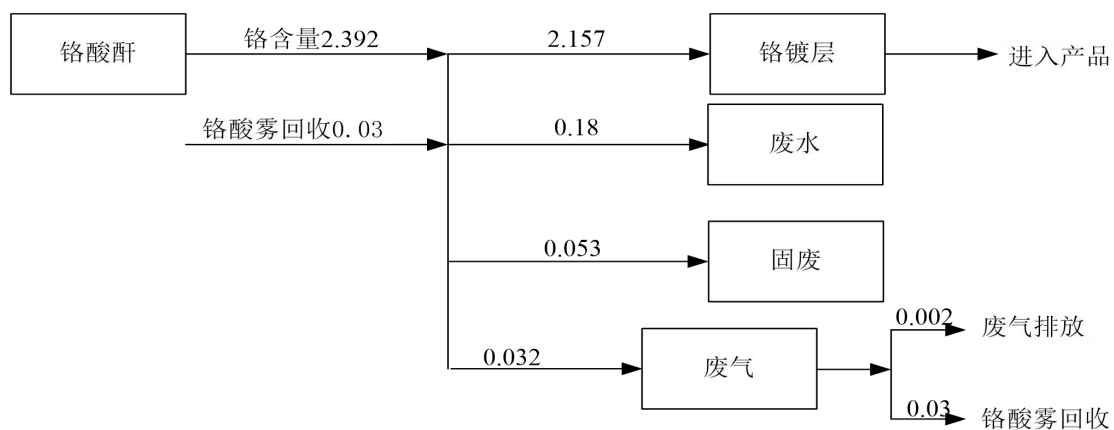 铬酸酐
铬含量2.392
2.157
铬镀层
进入产品
铬酸雾回收0.03
0.18
废水
0.053
固废
0.032
废气
0.002
废气排放
0.03
铬酸雾回收